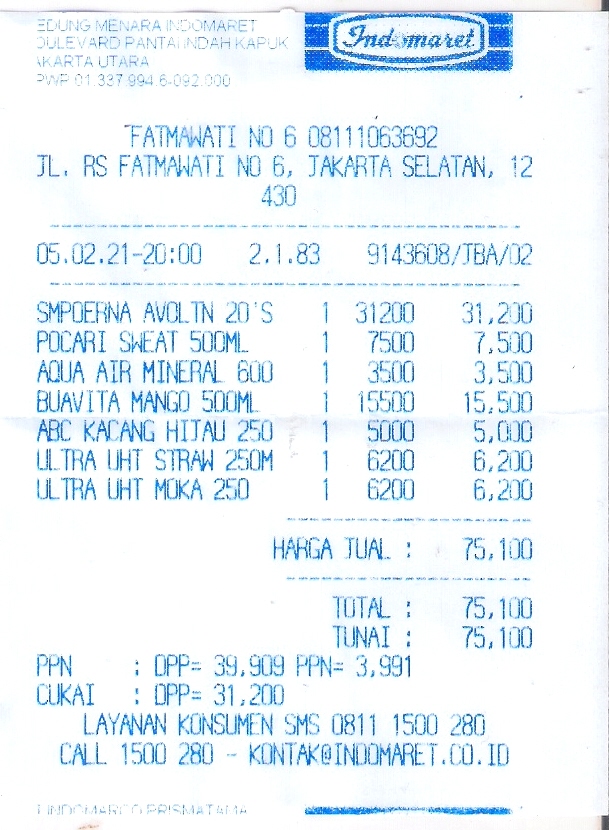 EDUNG MENARA INDOMARET
OULEVARD PANTAI INDAH KAPUK
AKARTA UTARA
PWP 01.337.994.6-092.000
Indomaret
FATMAWATI NO 6 08111063692
JL. RS FATMAWATI NO 6, JAKARTA SELATAN, 12
430
05.02.21-20:00 2.1.83 9143608/JBA/02
SMPOERNA AVOLTN 20'S 1 31200 31,200
POCARI SWEAT 500ML 1 7500 7,500
AQUA AIR MINERAL 600 1 3500 3,500
BUAVITA MANGO 500ML 1 15500 15,500
ABC KACANG HIJAU 250 1 5000 5,000
ULTRA UHT STRAW 250M 1 6200 6,200
ULTRA UHT MOKA 250 1 6200 6,200
HARGA JUAL : 75,100
TOTAL : 75,100
TUNAI : 75,100
PPN : DPP= 39,909 PPN= 3,991
CUKAI : DPP= 31,200
LAYANAN KONSUMEN SMS 0811 1500 280
CALL 1500 280 - KONTAK@INDOMARET.CO.ID
INDOMARCO PRISMATAMA